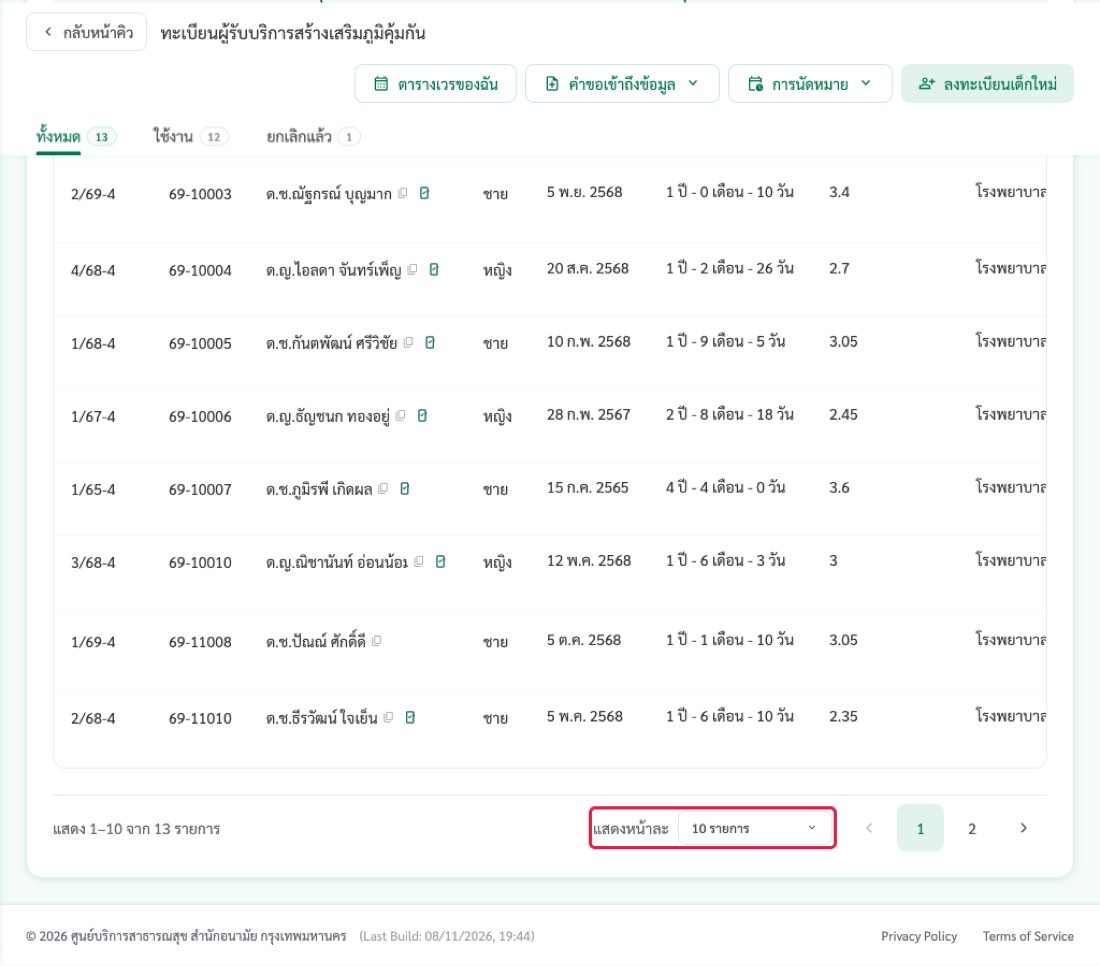 กลับหน้าคิว ทะเบียนผู้รับบริการสร้างเสริมภูมิคุ้มกัน
ตารางเวรของฉัน คำขอเข้าถึงข้อมูล การนัดหมาย ลงทะเบียนเด็กใหม่
ทั้งหมด 13 ใช้งาน 12 ยกเลิกแล้ว 1
2/69-4 69-10003 ด.ช.ณัฐกรณ์ บุญมาก ชาย 5 พ.ย. 2568 1 ปี - 0 เดือน - 10 วัน 3.4 โรงพยาบาล
4/68-4 69-10004 ด.ญ.ไอลดา จันทร์เพ็ญ หญิง 20 ส.ค. 2568 1 ปี - 2 เดือน - 26 วัน 2.7 โรงพยาบาล
1/68-4 69-10005 ด.ช.กันตพัฒน์ ศรีวิชัย ชาย 10 ก.พ. 2568 1 ปี - 9 เดือน - 5 วัน 3.05 โรงพยาบาล
1/67-4 69-10006 ด.ญ.ธัญชนก ทองอยู่ หญิง 28 ก.พ. 2567 2 ปี - 8 เดือน - 18 วัน 2.45 โรงพยาบาล
1/65-4 69-10007 ด.ช.ภูมิรพี เกิดผล ชาย 15 ก.ค. 2565 4 ปี - 4 เดือน - 0 วัน 3.6 โรงพยาบาล
3/68-4 69-10010 ด.ญ.ณิชานันท์ อ่อนน้อม หญิง 12 พ.ค. 2568 1 ปี - 6 เดือน - 3 วัน 3 โรงพยาบาล
1/69-4 69-11008 ด.ช.ปัณณ์ ศักดิ์ดี ชาย 5 ต.ค. 2568 1 ปี - 1 เดือน - 10 วัน 3.05 โรงพยาบาล
2/68-4 69-11010 ด.ช.ธีรวัฒน์ ใจเย็น ชาย 5 พ.ค. 2568 1 ปี - 6 เดือน - 10 วัน 2.35 โรงพยาบาล
แสดง 1–10 จาก 13 รายการ แสดงหน้าละ 10 รายการ 1 2
© 2026 ศูนย์บริการสาธารณสุข สำนักอนามัย กรุงเทพมหานคร (Last Build: 08/11/2026, 19:44) Privacy Policy Terms of Service